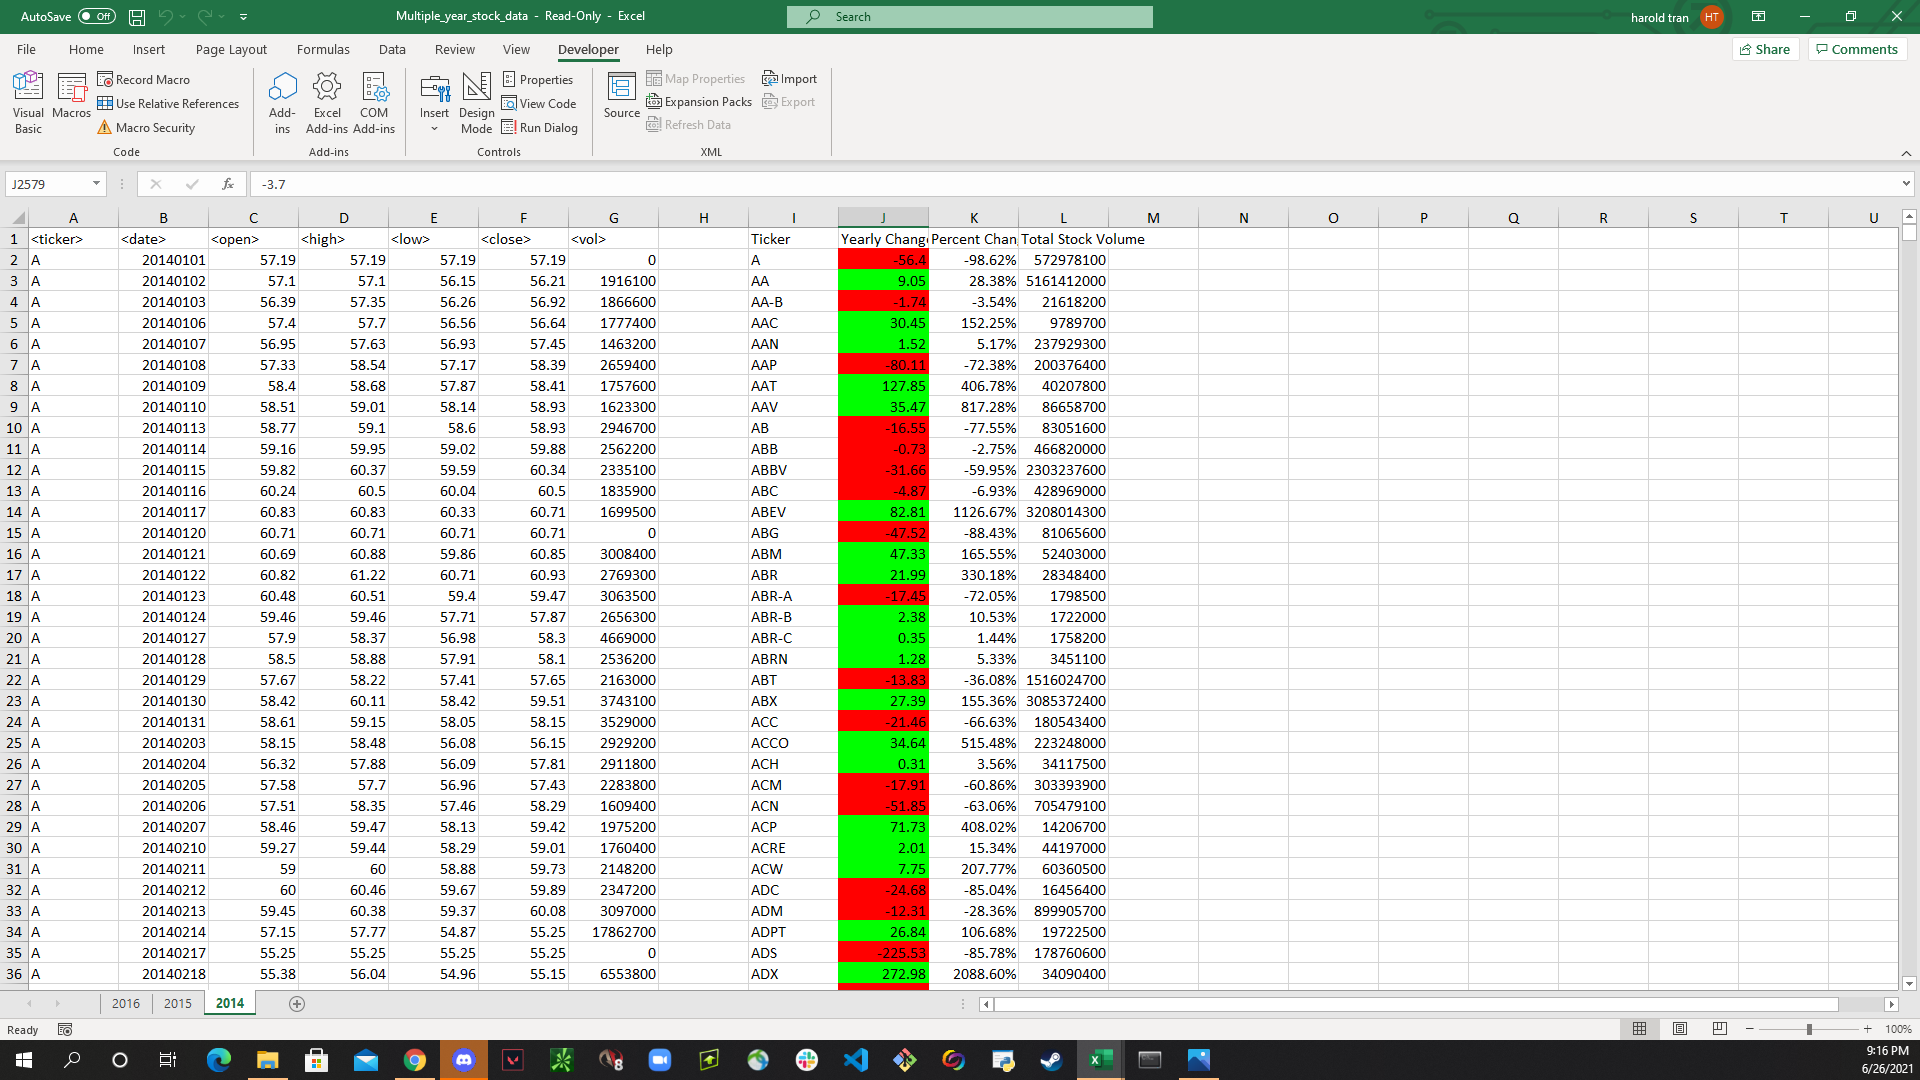 AutoSave Off Multiple_year_stock_data - Read-Only - Excel Search harold tran HT
File Home Insert Page Layout Formulas Data Review View Developer Help Share Comments
Visual Basic Macros Record Macro Use Relative References Macro Security
Add-ins Excel Add-ins COM Add-ins
Insert Design Mode Properties View Code Run Dialog
Source Map Properties Expansion Packs Refresh Data Import Export
Code Add-ins Controls XML
J2579 fx -3.7
A B C D E F G H I J K L M N O P Q R S T U
1 <ticker> <date> <open> <high> <low> <close> <vol> Ticker Yearly Chang Percent Chan Total Stock Volume
2 A 20140101 57.19 57.19 57.19 57.19 0 A -56.4 -98.62% 572978100
3 A 20140102 57.1 57.1 56.15 56.21 1916100 AA 9.05 28.38% 5161412000
4 A 20140103 56.39 57.35 56.26 56.92 1866600 AA-B -1.74 -3.54% 21618200
5 A 20140106 57.4 57.7 56.56 56.64 1777400 AAC 30.45 152.25% 9789700
6 A 20140107 56.95 57.63 56.93 57.45 1463200 AAN 1.52 5.17% 237929300
7 A 20140108 57.33 58.54 57.17 58.39 2659400 AAP -80.11 -72.38% 200376400
8 A 20140109 58.4 58.68 57.87 58.41 1757600 AAT 127.85 406.78% 40207800
9 A 20140110 58.51 59.01 58.14 58.93 1623300 AAV 35.47 817.28% 86658700
10 A 20140113 58.77 59.1 58.6 58.93 2946700 AB -16.55 -77.55% 83051600
11 A 20140114 59.16 59.95 59.02 59.88 2562200 ABB -0.73 -2.75% 466820000
12 A 20140115 59.82 60.37 59.59 60.34 2335100 ABBV -31.66 -59.95% 2303237600
13 A 20140116 60.24 60.5 60.04 60.5 1835900 ABC -4.87 -6.93% 428969000
14 A 20140117 60.83 60.83 60.33 60.71 1699500 ABEV 82.81 1126.67% 3208014300
15 A 20140120 60.71 60.71 60.71 60.71 0 ABG -47.52 -88.43% 81065600
16 A 20140121 60.69 60.88 59.86 60.85 3008400 ABM 47.33 165.55% 52403000
17 A 20140122 60.82 61.22 60.71 60.93 2769300 ABR 21.99 330.18% 28348400
18 A 20140123 60.48 60.51 59.4 59.47 3063500 ABR-A -17.45 -72.05% 1798500
19 A 20140124 59.46 59.46 57.71 57.87 2656300 ABR-B 2.38 10.53% 1722000
20 A 20140127 57.9 58.37 56.98 58.3 4669000 ABR-C 0.35 1.44% 1758200
21 A 20140128 58.5 58.88 57.91 58.1 2536200 ABRN 1.28 5.33% 3451100
22 A 20140129 57.67 58.22 57.41 57.65 2163000 ABT -13.83 -36.08% 1516024700
23 A 20140130 58.42 60.11 58.42 59.51 3743100 ABX 27.39 155.36% 3085372400
24 A 20140131 58.61 59.15 58.05 58.15 3529000 ACC -21.46 -66.63% 180543400
25 A 20140203 58.15 58.48 56.08 56.15 2929200 ACCO 34.64 515.48% 223248000
26 A 20140204 56.32 57.88 56.09 57.81 2911800 ACH 0.31 3.56% 34117500
27 A 20140205 57.58 57.7 56.96 57.43 2283800 ACM -17.91 -60.86% 303393900
28 A 20140206 57.51 58.35 57.46 58.29 1609400 ACN -51.85 -63.06% 705479100
29 A 20140207 58.46 59.47 58.13 59.42 1975200 ACP 71.73 408.02% 14206700
30 A 20140210 59.27 59.44 58.29 59.01 1760400 ACRE 2.01 15.34% 44197000
31 A 20140211 59 60 58.88 59.73 2148200 ACW 7.75 207.77% 60360500
32 A 20140212 60 60.46 59.67 59.89 2347200 ADC -24.68 -85.04% 16456400
33 A 20140213 59.45 60.38 59.37 60.08 3097000 ADM -12.31 -28.36% 899905700
34 A 20140214 57.15 57.77 54.87 55.25 17862700 ADPT 26.84 106.68% 19722500
35 A 20140217 55.25 55.25 55.25 55.25 0 ADS -225.53 -85.78% 178760600
36 A 20140218 55.38 56.04 54.96 55.15 6553800 ADX 272.98 2088.60% 34090400
2016 2015 2014
Ready 100%
9:16 PM
6/26/2021